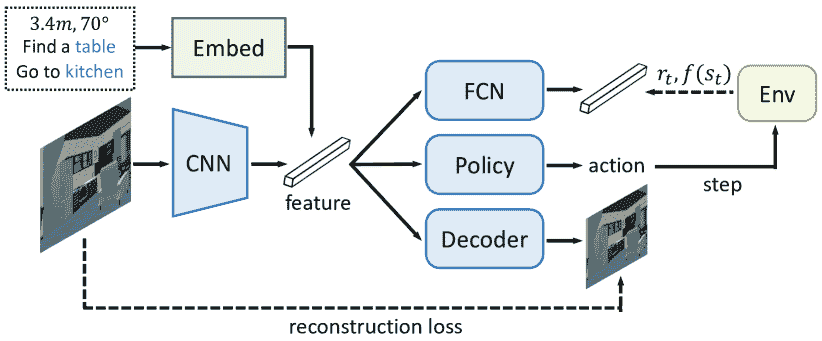 3.4m, 70°
Find a table
Go to kitchen
Embed
CNN
feature
FCN
Policy
Decoder
action
r_t, f(s_t)
Env
step
reconstruction loss